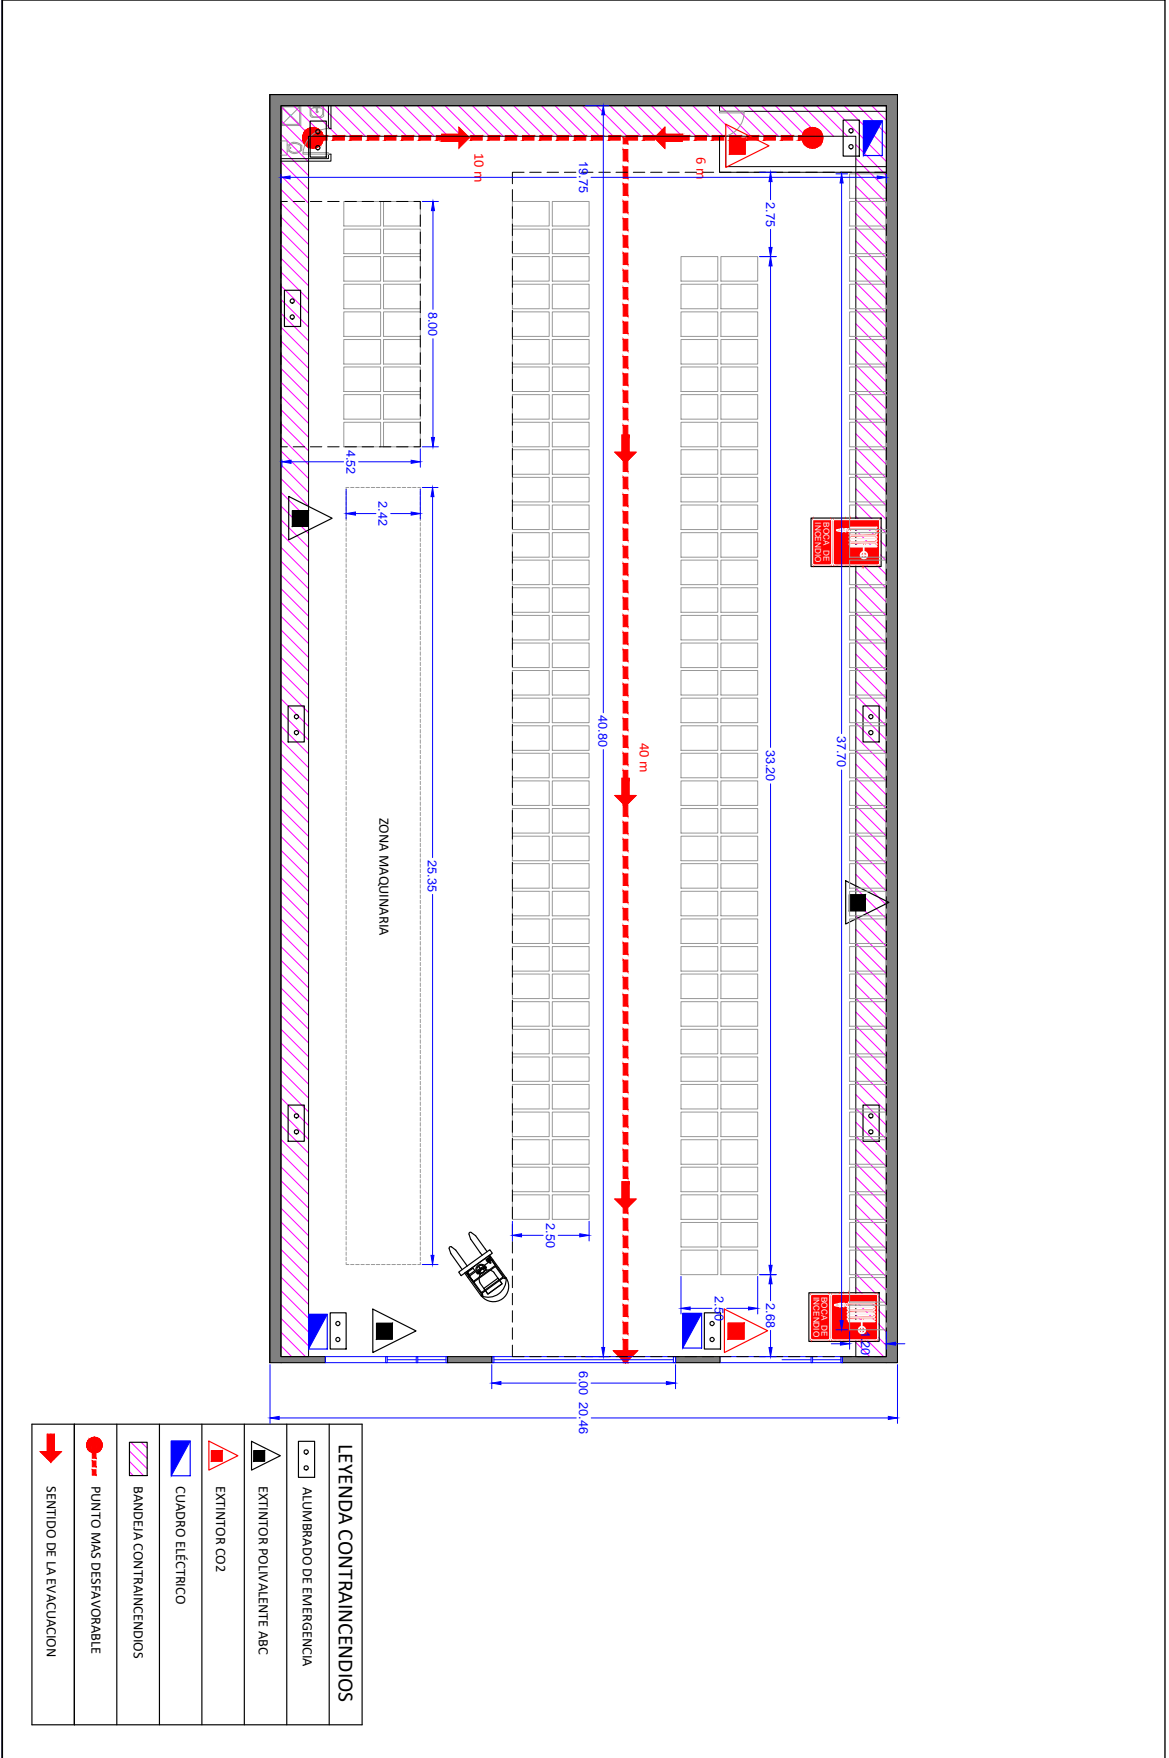 10 m
6 m
19.75
2.75
8.00
4.52
2.42
BOCA DE
INCENDIO
40.80
40 m
33.20
37.70
ZONA MAQUINARIA
25.35
2.50
2.50
2.68
BOCA DE
INCENDIO
6.00
20.46
LEYENDA CONTRAINCENDIOS
ALUMBRADO DE EMERGENCIA
EXTINTOR POLIVALENTE ABC
EXTINTOR CO2
CUADRO ELÉCTRICO
BANDEJA CONTRAINCENDIOS
PUNTO MAS DESFAVORABLE
SENTIDO DE LA EVACUACION